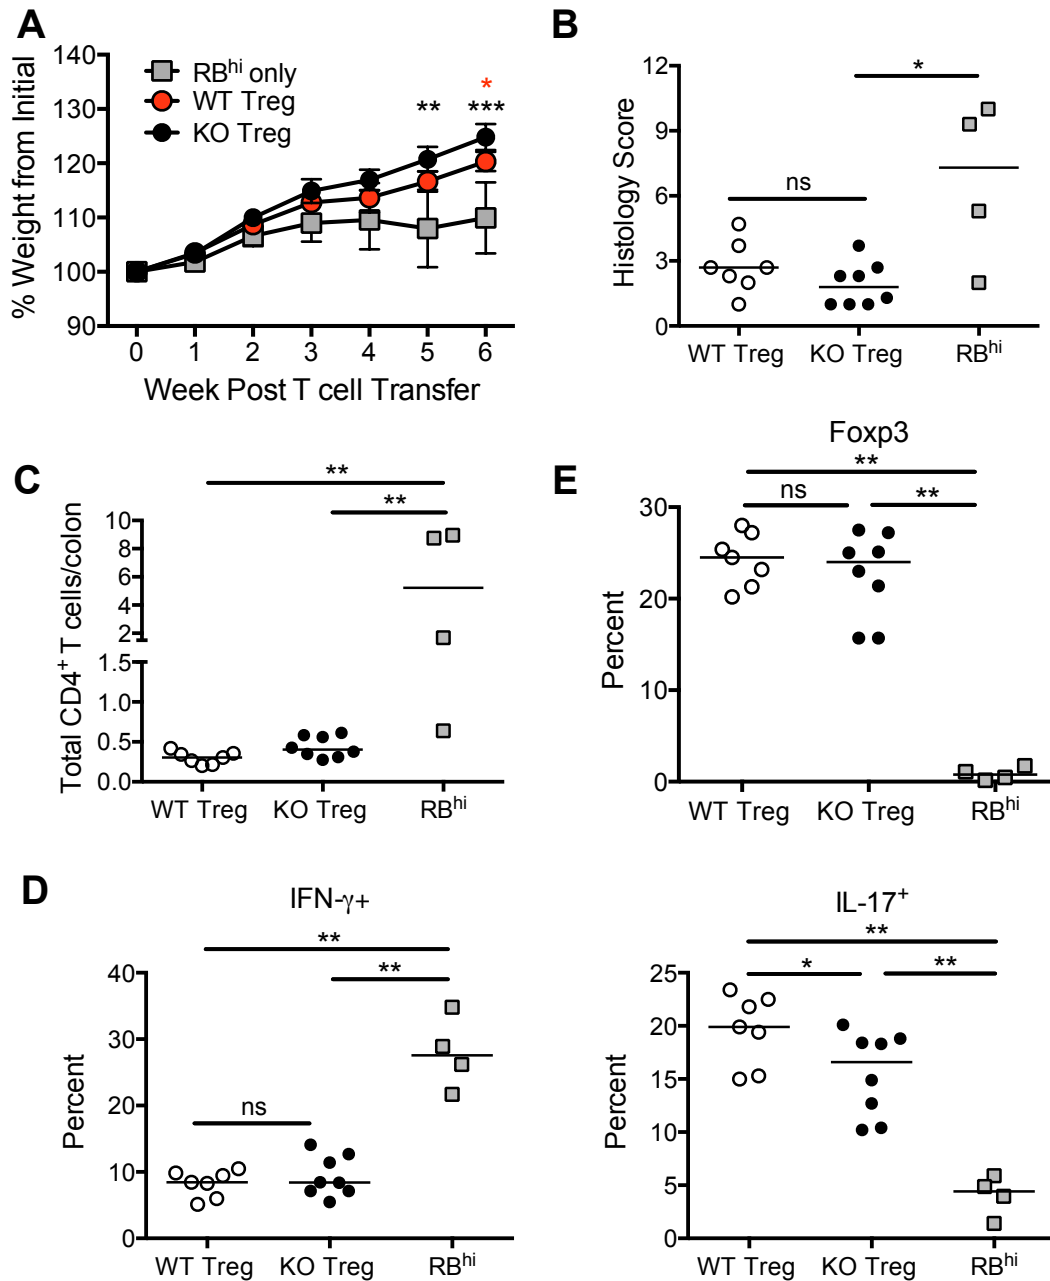 A
140
130
120
110
100
90
% Weight from Initial
RBhi only
WT Treg
KO Treg
*
** ***
0 1 2 3 4 5 6
Week Post T cell Transfer
B
12
9
6
3
0
Histology Score
*
ns
WT Treg KO Treg RBhi
C
**
**
10
8
6
4
2
1.5
1.0
0.5
0.0
Total CD4+ T cells/colon
WT Treg KO Treg RBhi
E
Foxp3
**
ns **
30
20
10
0
Percent
WT Treg KO Treg RBhi
D
IFN-γ+
**
**
ns
40
30
20
10
0
Percent
WT Treg KO Treg RBhi
IL-17+
**
* **
25
20
15
10
5
0
Percent
WT Treg KO Treg RBhi